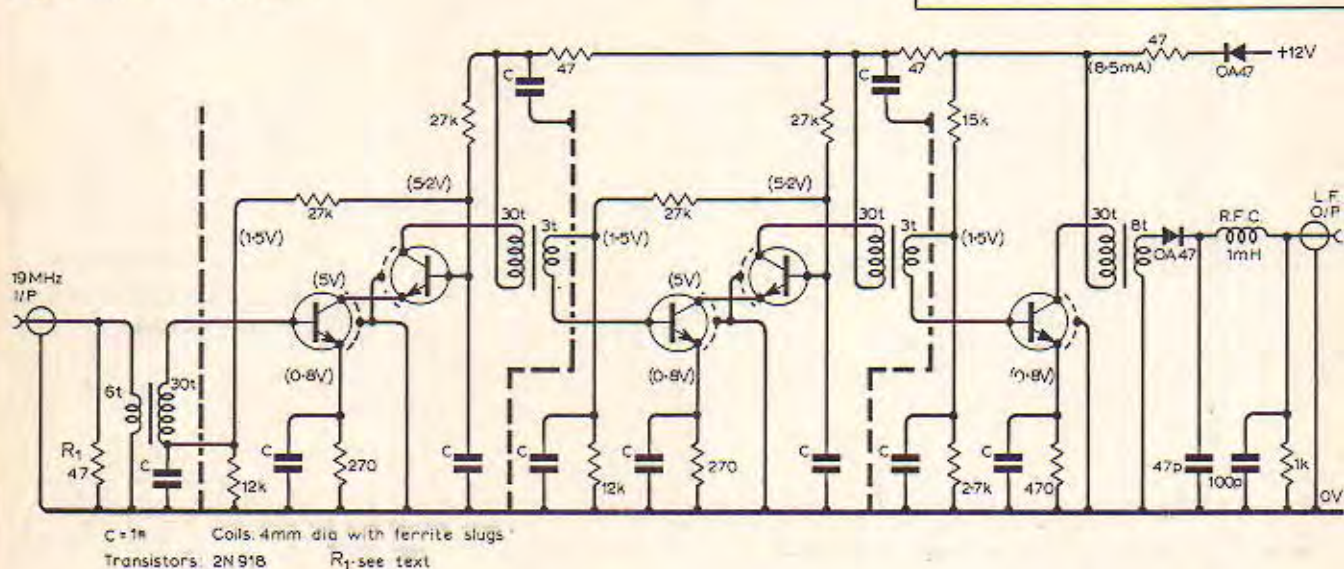 47
47
47
(8·5mA)
OA47
+12V
C
C
27k
27k
15k
(5·2V)
(5·2V)
27k
27k
30t
3t
30t
3t
30t
8t
R.F.C.
1mH
OA47
L.F.
O/P
(1·5V)
(1·5V)
(1·5V)
19MHz
I/P
(5V)
(5V)
(0·8V)
(0·8V)
(0·8V)
6t
30t
R1
47
C
12k
C
270
C
C
12k
C
270
C
C
2·7k
C
470
47p
100p
1k
0V
C = 1n Coils: 4mm dia with ferrite slugs
Transistors: 2N918 R1-see text